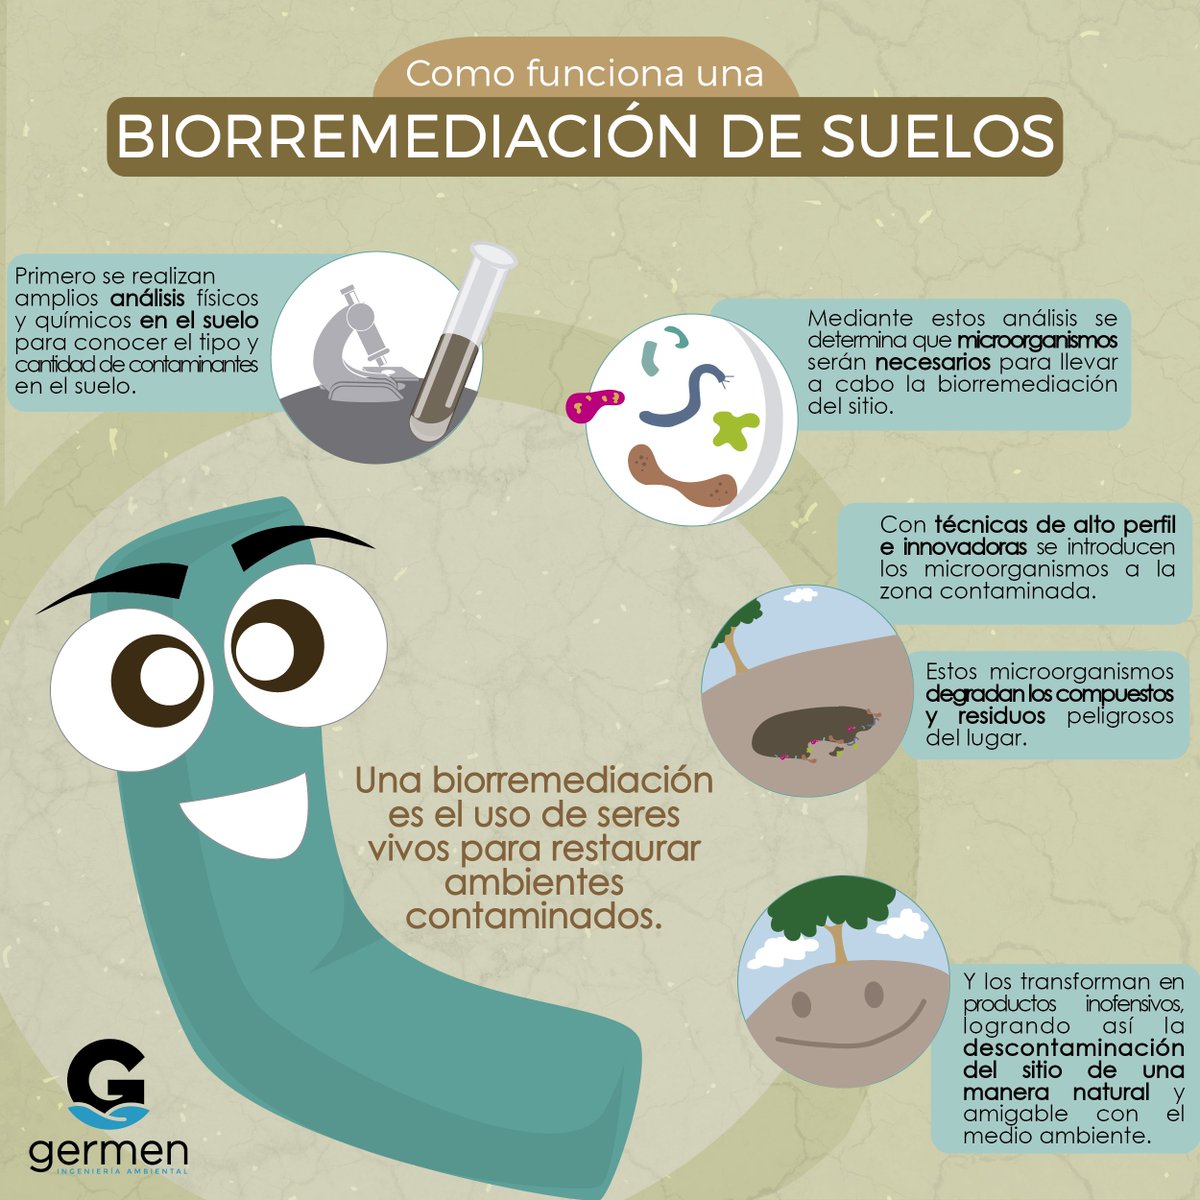 Como funciona una
BIORREMEDIACIÓN DE SUELOS
Primero se realizan
amplios análisis físicos
y químicos en el suelo
para conocer el tipo y
cantidad de contaminantes
en el suelo.
Mediante estos análisis se
determina que microorganismos
serán necesarios para llevar
a cabo la biorremediación
del sitio.
Con técnicas de alto perfil
e innovadoras se introducen
los microorganismos a la
zona contaminada.
Estos microorganismos
degradan los compuestos
y residuos peligrosos
del lugar.
Una biorremediación
es el uso de seres
vivos para restaurar
ambientes
contaminados.
Y los transforman en
productos inofensivos,
logrando así la
descontaminación
del sitio de una
manera natural y
amigable con el
medio ambiente.
G
germen
INGENIERÍA AMBIENTAL